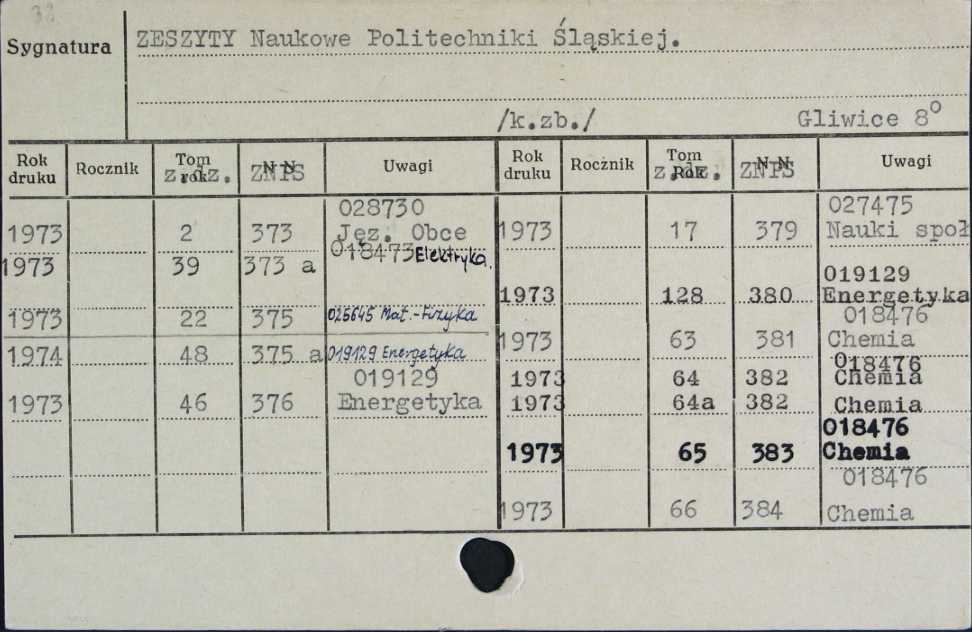 38
Sygnatura
ZESZYTY Naukowe Politechniki Śląskiej.
/k.zb./ Gliwice 8°
Rok druku Rocznik Tom rok z.dz. N N ZNPS Uwagi
1973 2 373 028730 Jęz. Obce
1973 39 373 a 018473 Elektryka.
1973 22 375 025645 Mat.-Fizyka
1974 48 375 a 019129 Energetyka
1973 46 376 019129 Energetyka
Rok druku Rocznik Tom Rok z.dz. N N ZNPS Uwagi
1973 17 379 027475 Nauki społ
1973 128 380 019129 Energetyka
1973 63 381 018476 Chemia
1973 64 382 018476 Chemia
1973 64a 382 Chemia
1973 65 383 018476 Chemia
1973 66 384 018476 Chemia